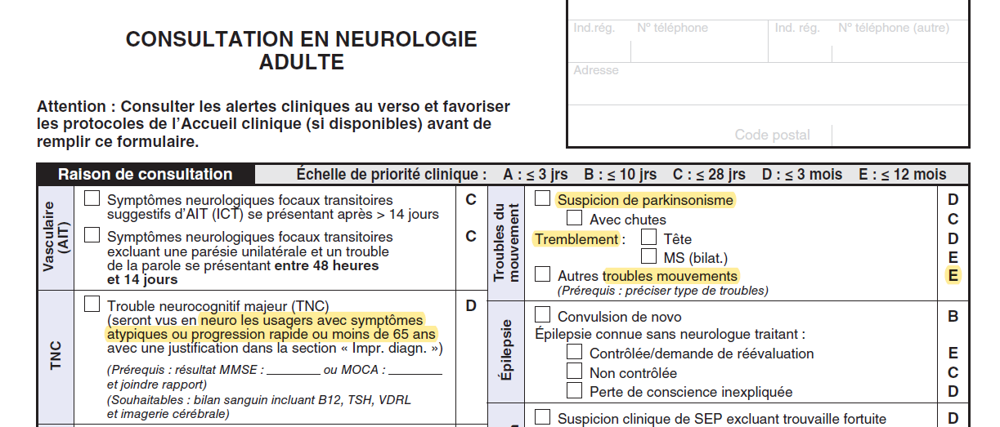 CONSULTATION EN NEUROLOGIE
ADULTE
Ind.rég.
Nº téléphone
Ind. rég.
Nº téléphone (autre)
Adresse
Code postal
Attention : Consulter les alertes cliniques au verso et favoriser
les protocoles de l’Accueil clinique (si disponibles) avant de
remplir ce formulaire.
Raison de consultation
Échelle de priorité clinique : A : ≤ 3 jrs B : ≤ 10 jrs C : ≤ 28 jrs D : ≤ 3 mois E : ≤ 12 mois
Vasculaire
(AIT)
Symptômes neurologiques focaux transitoires
suggestifs d’AIT (ICT) se présentant après > 14 jours
C
Symptômes neurologiques focaux transitoires
excluant une parésie unilatérale et un trouble
de la parole se présentant entre 48 heures
et 14 jours
C
TNC
Trouble neurocognitif majeur (TNC)
D
(seront vus en neuro les usagers avec symptômes
atypiques ou progression rapide ou moins de 65 ans
avec une justification dans la section « Impr. diagn. »)
(Prérequis : résultat MMSE : ________ ou MOCA : ________
et joindre rapport)
(Souhaitables : bilan sanguin incluant B12, TSH, VDRL
et imagerie cérébrale)
Troubles du
mouvement
Suspicion de parkinsonisme
D
Avec chutes
C
Tremblement : Tête
D
MS (bilat.)
E
Autres troubles mouvements
E
(Prérequis : préciser type de troubles)
Épilepsie
Convulsion de novo
B
Épilepsie connue sans neurologue traitant :
Contrôlée/demande de réévaluation
E
Non contrôlée
C
Perte de conscience inexpliquée
D
Suspicion clinique de SEP excluant trouvaille fortuite
D